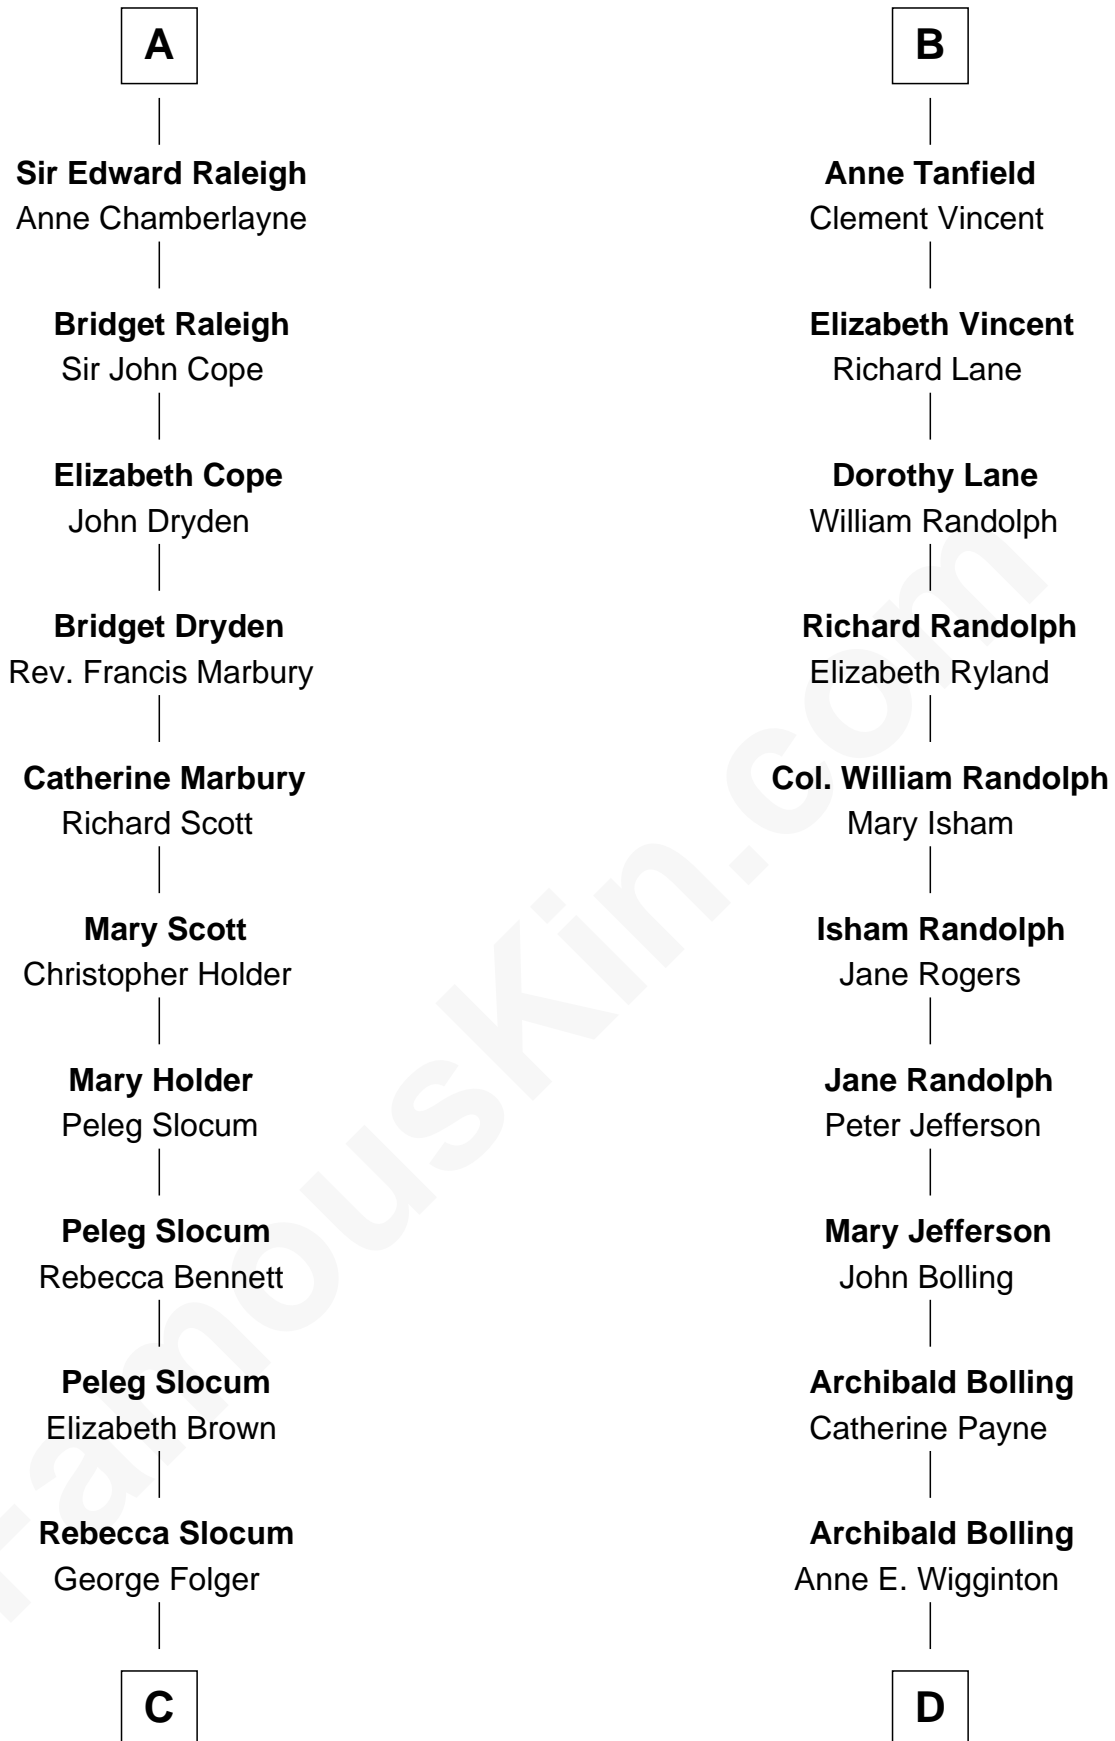 A
Sir Edward Raleigh
Anne Chamberlayne
Bridget Raleigh
Sir John Cope
Elizabeth Cope
John Dryden
Bridget Dryden
Rev. Francis Marbury
Catherine Marbury
Richard Scott
Mary Scott
Christopher Holder
Mary Holder
Peleg Slocum
Peleg Slocum
Rebecca Bennett
Peleg Slocum
Elizabeth Brown
Rebecca Slocum
George Folger
C
B
Anne Tanfield
Clement Vincent
Elizabeth Vincent
Richard Lane
Dorothy Lane
William Randolph
Richard Randolph
Elizabeth Ryland
Col. William Randolph
Mary Isham
Isham Randolph
Jane Rogers
Jane Randolph
Peter Jefferson
Mary Jefferson
John Bolling
Archibald Bolling
Catherine Payne
Archibald Bolling
Anne E. Wigginton
D
FamousKin.com